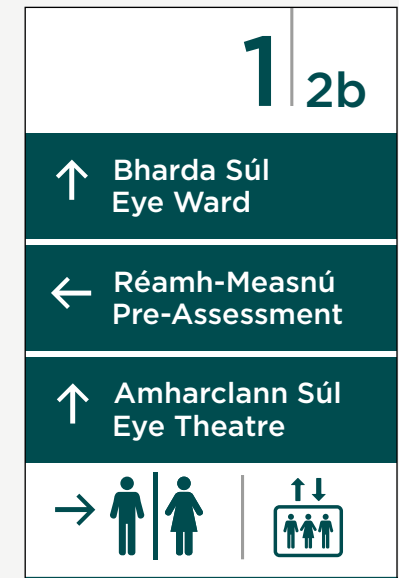 1 2b
Bharda Súl
Eye Ward
Réamh-Measnú
Pre-Assessment
Amharclann Súl
Eye Theatre